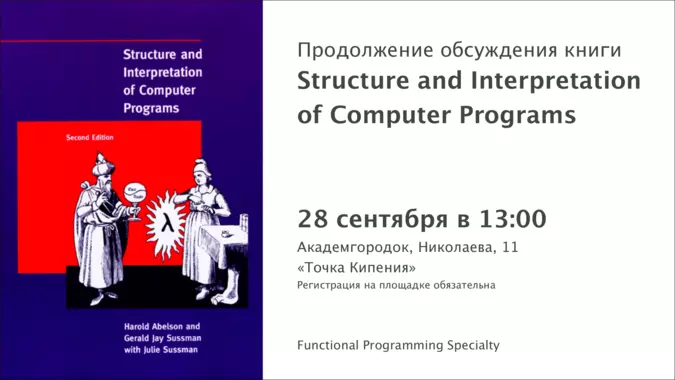 Structure and
Interpretation
of Computer
Programs
Second Edition
λ
Harold Abelson and
Gerald Jay Sussman
with Julie Sussman
Продолжение обсуждения книги
Structure and Interpretation
of Computer Programs
28 сентября в 13:00
Академгородок, Николаева, 11
«Точка Кипения»
Регистрация на площадке обязательна
Functional Programming Specialty